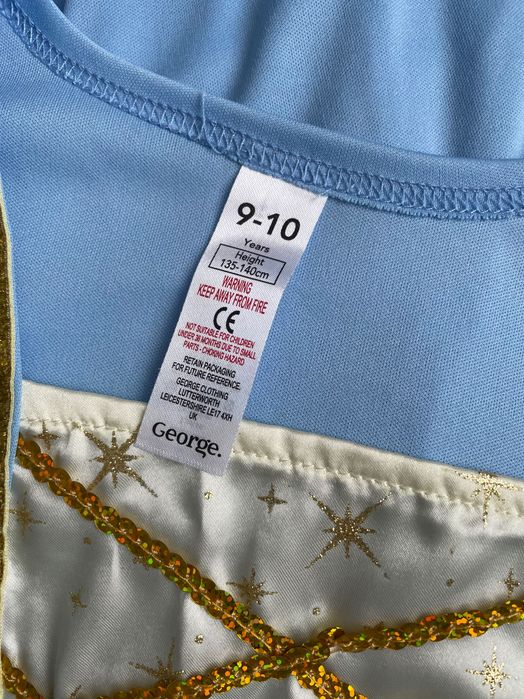 9-10
Years
Height
135-140cm
WARNING
KEEP AWAY FROM FIRE
CE
NOT SUITABLE FOR CHILDREN
UNDER 36 MONTHS DUE TO SMALL
PARTS - CHOKING HAZARD
RETAIN PACKAGING
FOR FUTURE REFERENCE.
GEORGE CLOTHING
LUTTERWORTH
LEICESTERSHIRE LE17 4XH
UK
George.